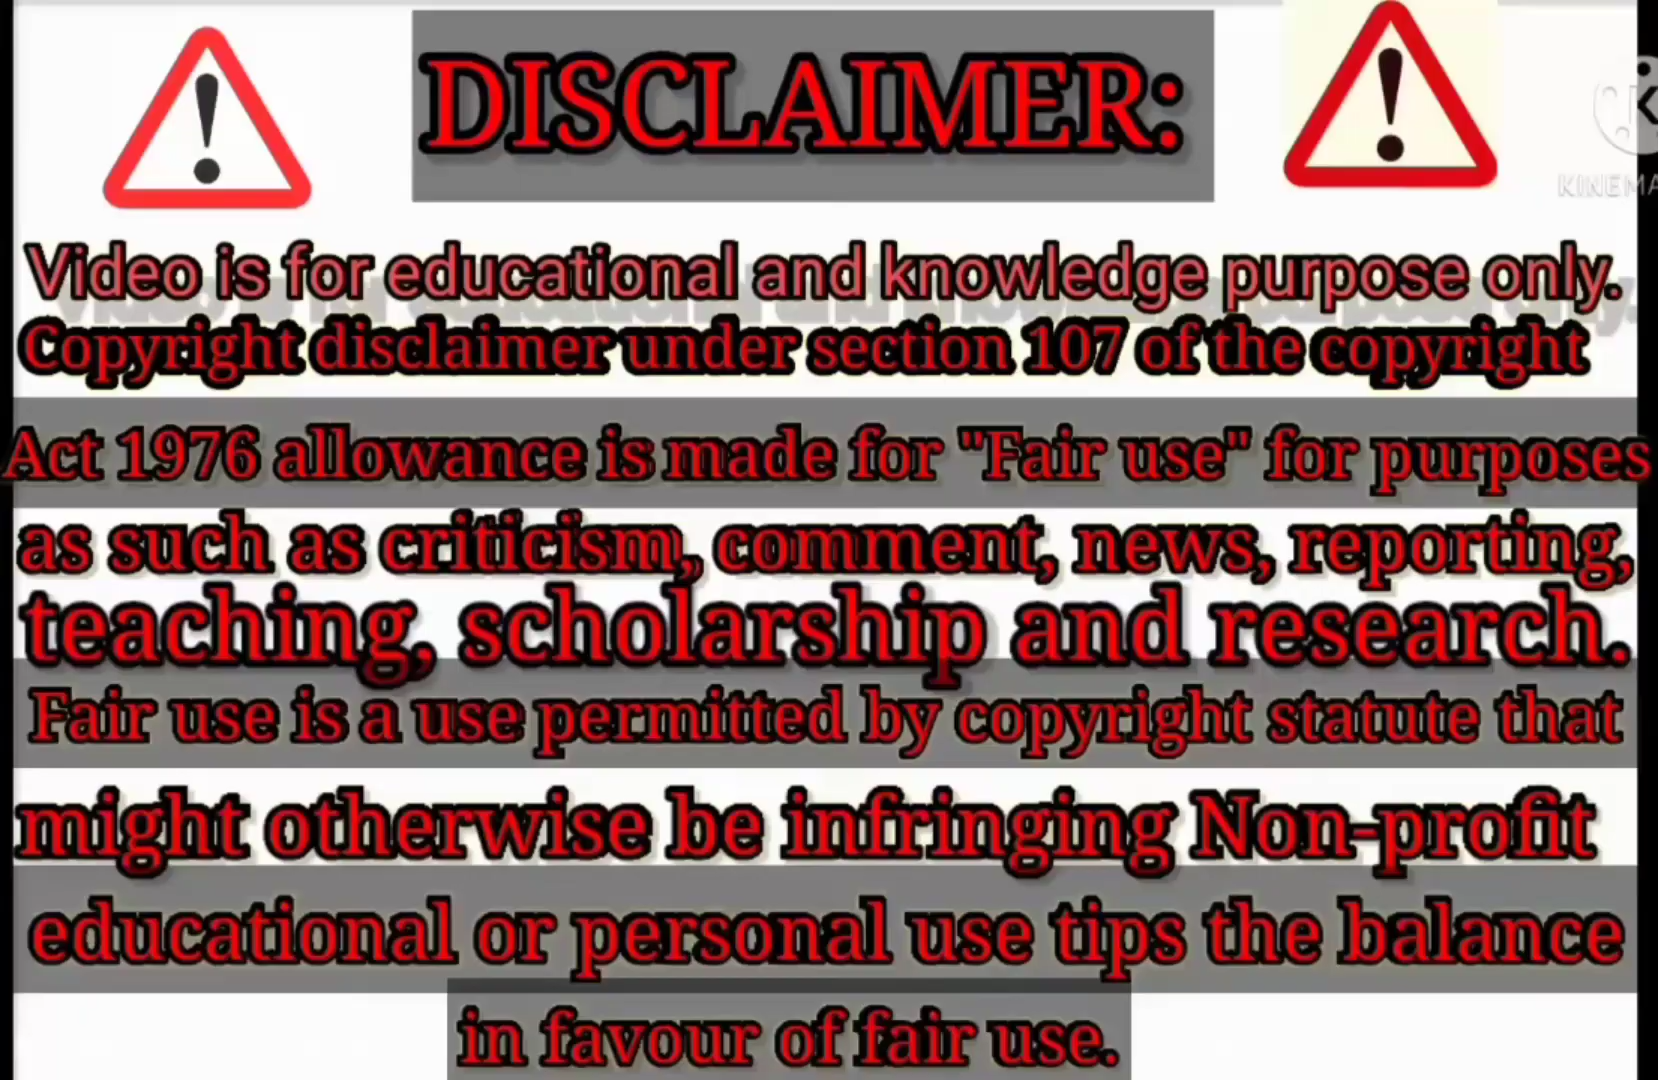 DISCLAIMER:
KINEMA
Video is for educational and knowledge purpose only.
Copyright disclaimer under section 107 of the copyright
Act 1976 allowance is made for "Fair use" for purposes
as such as criticism, comment, news, reporting,
teaching, scholarship and research.
Fair use is a use permitted by copyright statute that
might otherwise be infringing Non-profit
educational or personal use tips the balance
in favour of fair use.